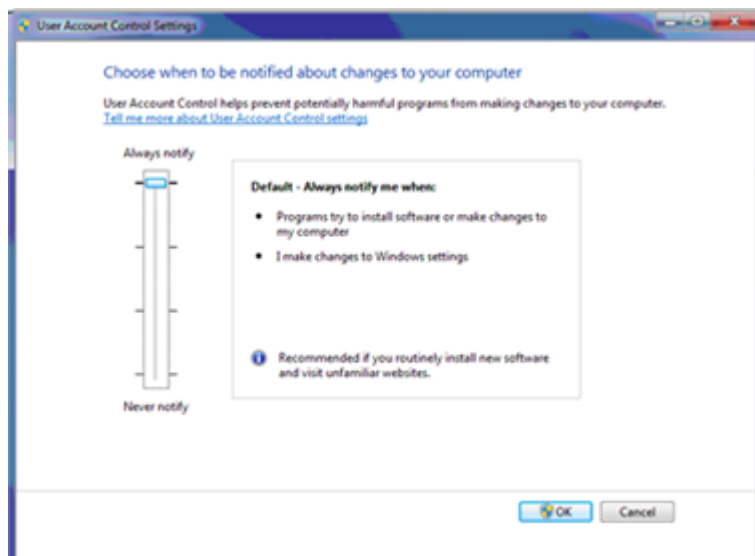 User Account Control Settings
Choose when to be notified about changes to your computer
User Account Control helps prevent potentially harmful programs from making changes to your computer.
Tell me more about User Account Control settings
Always notify
Default - Always notify me when:
• Programs try to install software or make changes to
my computer
• I make changes to Windows settings
Recommended if you routinely install new software
and visit unfamiliar websites.
Never notify
OK Cancel